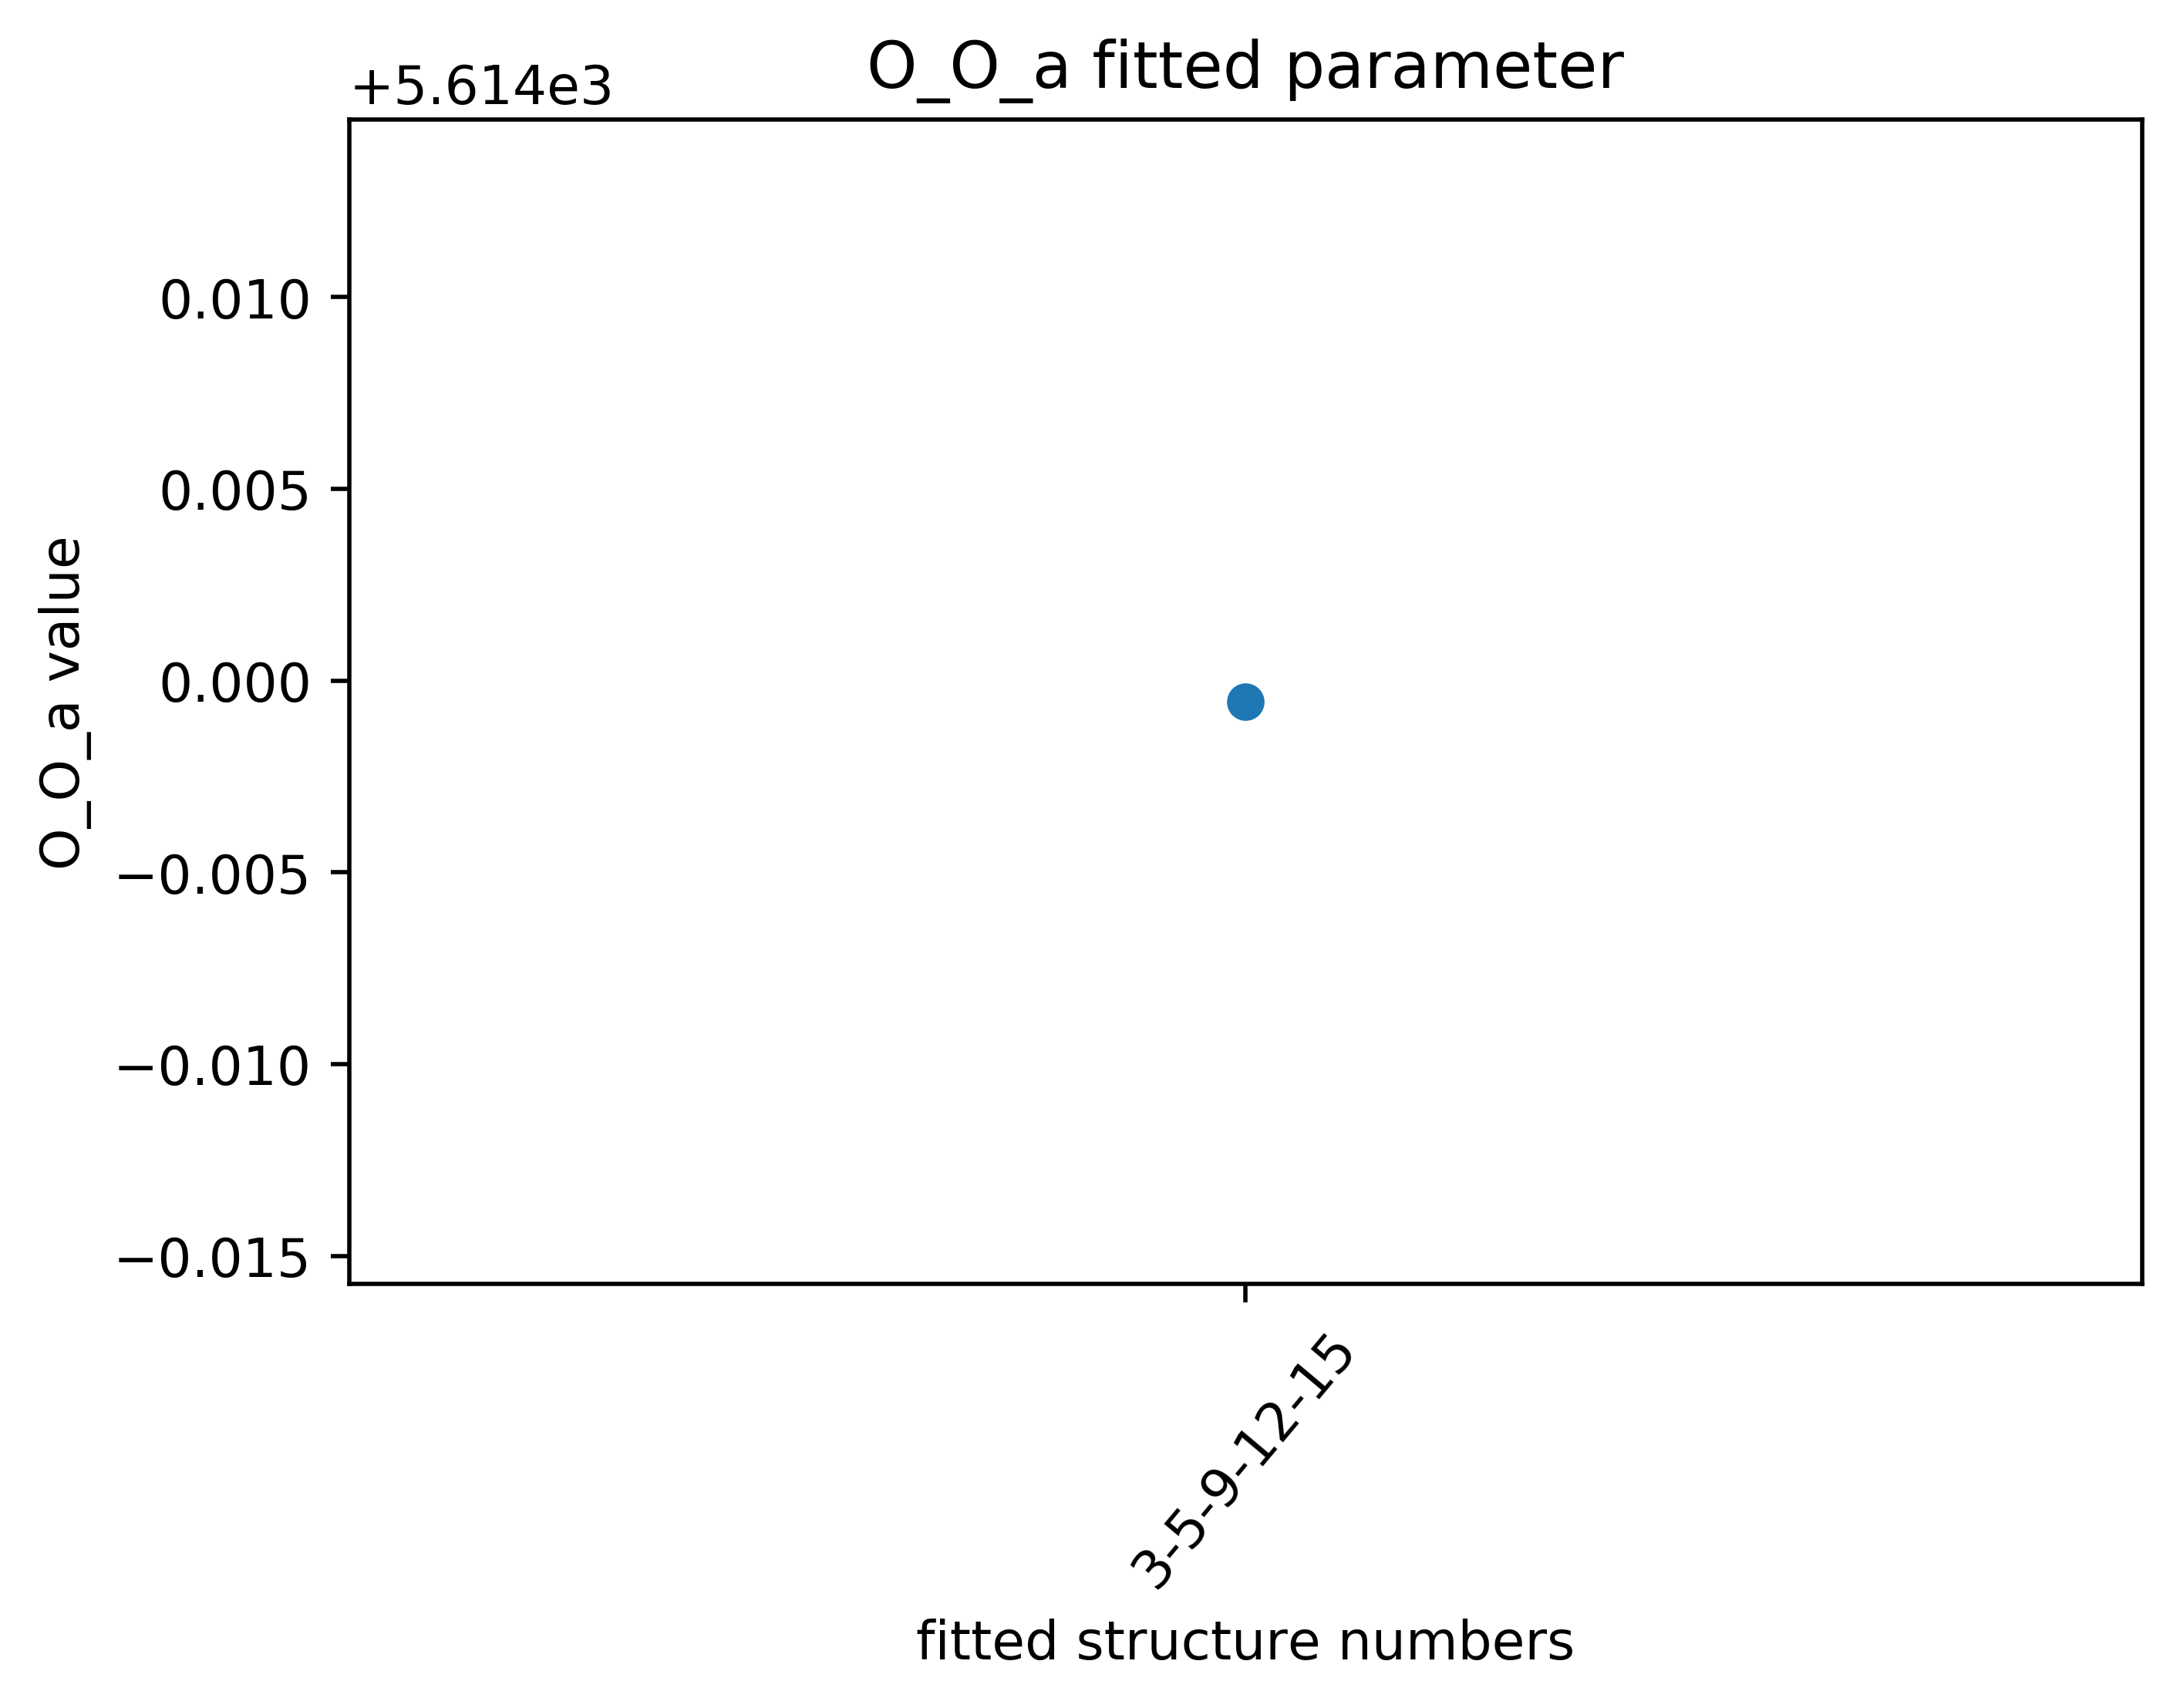 O_O_a fitted parameter
+5.614e3
0.010
0.005
0.000
−0.005
−0.010
−0.015
O_O_a value
3-5-9-12-15
fitted structure numbers